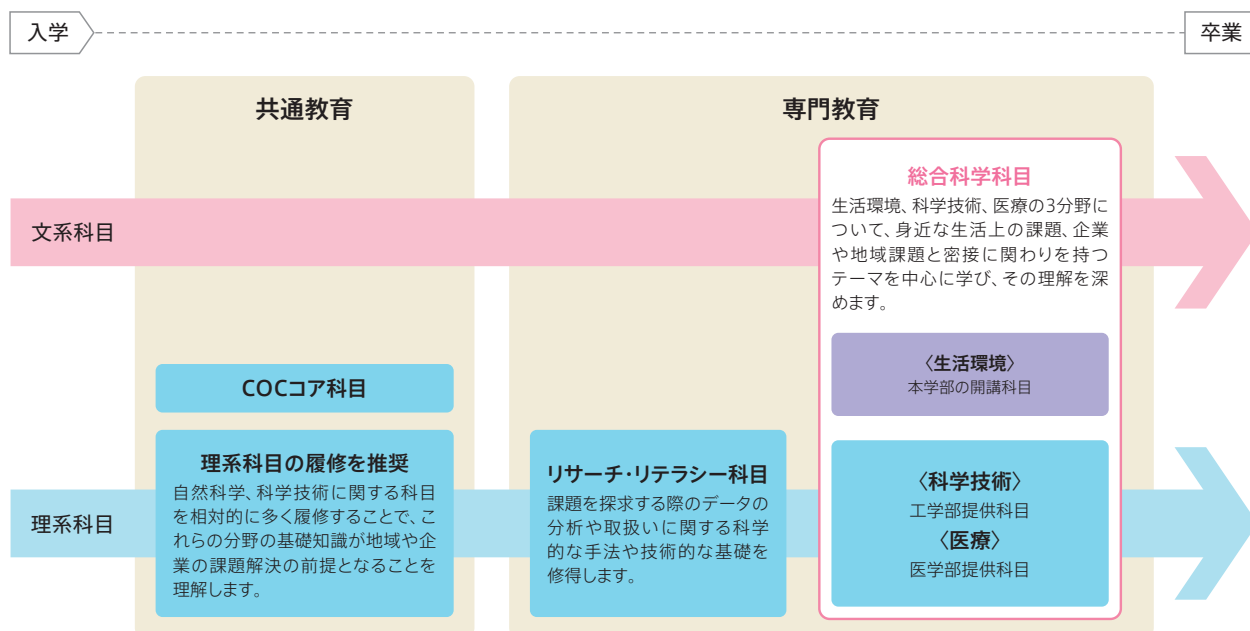 入学
卒業
共通教育
専門教育
文系科目
総合科学科目
生活環境、科学技術、医療の3分野に
ついて、身近な生活上の課題、企業
や地域課題と密接に関わりを持つ
テーマを中心に学び、その理解を深
めます。
〈生活環境〉
本学部の開講科目
COCコア科目
理系科目
理系科目の履修を推奨
自然科学、科学技術に関する科目
を相対的に多く履修することで、こ
れらの分野の基礎知識が地域や企
業の課題解決の前提となることを
理解します。
リサーチ・リテラシー科目
課題を探求する際のデータの
分析や取扱いに関する科学
的な手法や技術的な基礎を
修得します。
〈科学技術〉
工学部提供科目
〈医療〉
医学部提供科目